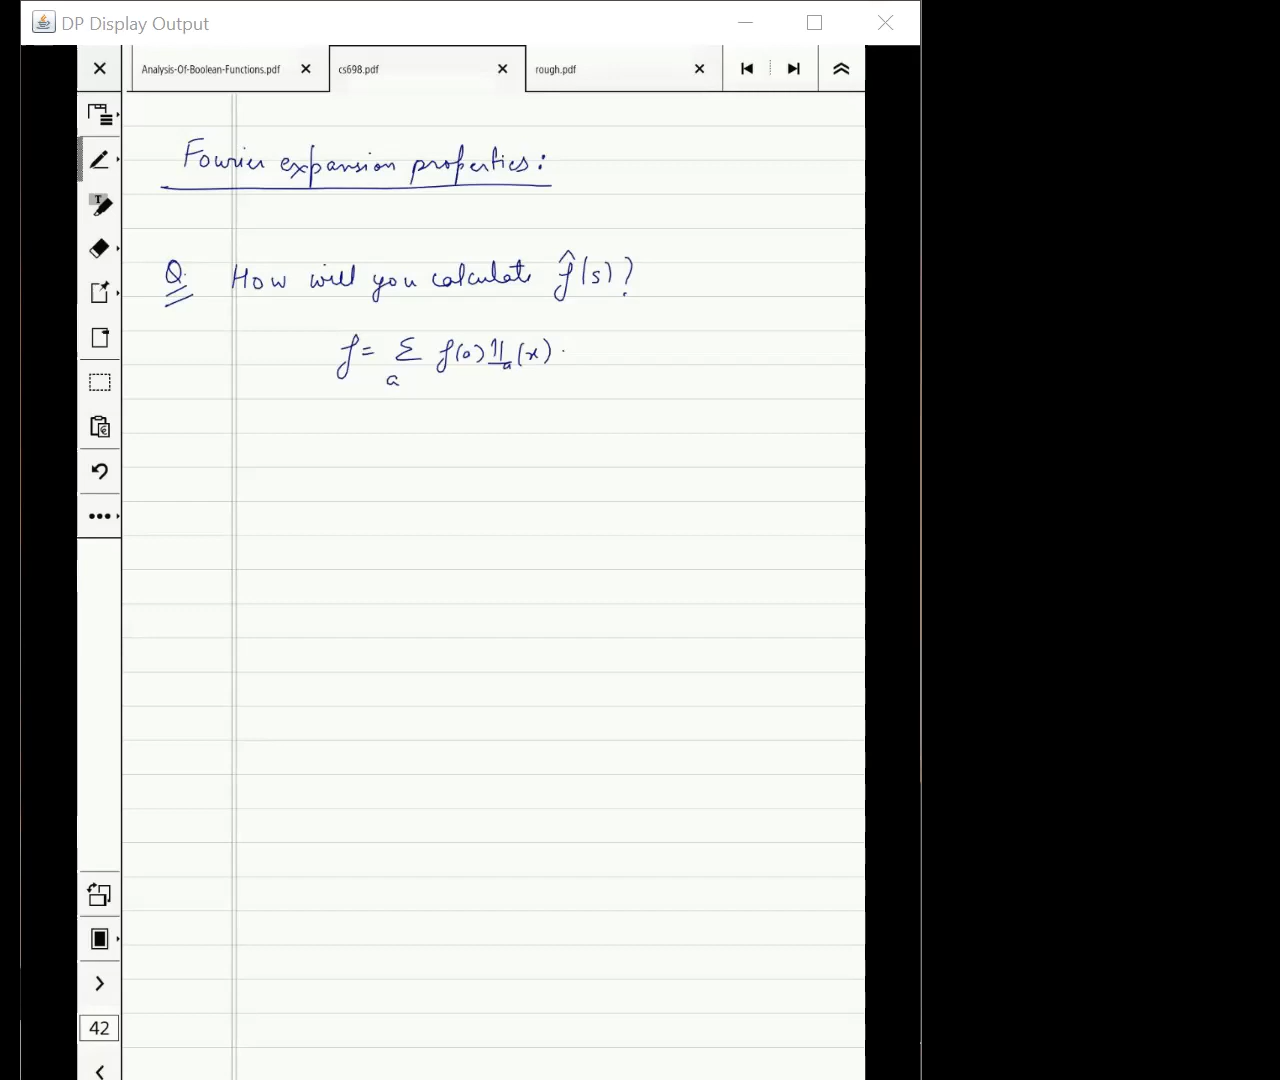 DP Display Output
Analysis-Of-Boolean-Functions.pdf cs698.pdf rough.pdf
Fourier expansion properties:
Q. How will you calculate f̂(s)?
f = Σ_a f(a) 𝟙_a(x).
42